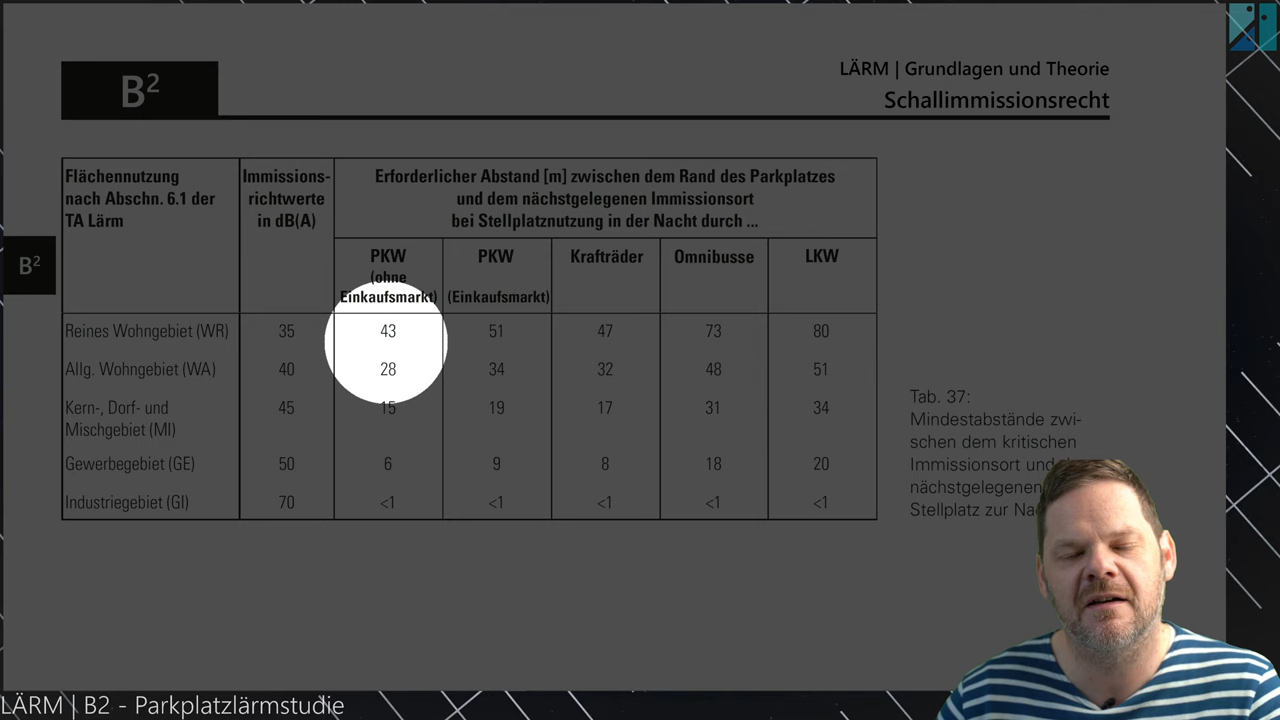 B²
LÄRM | Grundlagen und Theorie
Schallimmissionsrecht
Flächennutzung
nach Abschn. 6.1 der
TA Lärm
Immissions-
richtwerte
in dB(A)
Erforderlicher Abstand [m] zwischen dem Rand des Parkplatzes
und dem nächstgelegenen Immissionsort
bei Stellplatznutzung in der Nacht durch ...
PKW
(ohne
Einkaufsmarkt)
PKW
(Einkaufsmarkt)
Krafträder
Omnibusse
LKW
B²
Reines Wohngebiet (WR) 35 43 51 47 73 80
Allg. Wohngebiet (WA) 40 28 34 32 48 51
Kern-, Dorf- und
Mischgebiet (MI) 45 15 19 17 31 34
Gewerbegebiet (GE) 50 6 9 8 18 20
Industriegebiet (GI) 70 <1 <1 <1 <1 <1
Tab. 37:
Mindestabstände zwi-
schen dem kritischen
Immissionsort und
nächstgelegenen
Stellplatz zur
LÄRM | B2 - Parkplatzlärmstudie